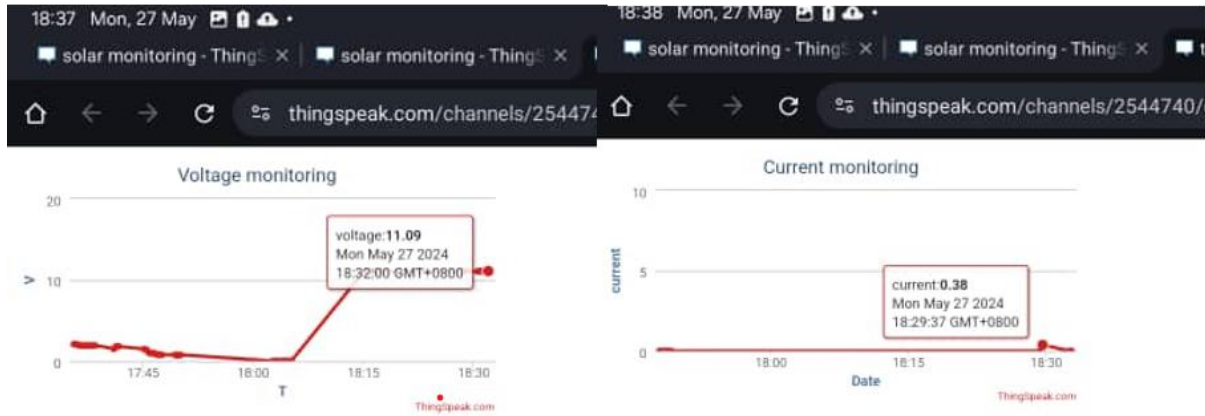 18:37 Mon, 27 May
solar monitoring - Thing
solar monitoring - Thing
thingspeak.com/channels/25447
Voltage monitoring
20
voltage:11.09
Mon May 27 2024
18:32:00 GMT+0800
V
10
0
17:45
18:00
18:15
18:30
T
ThingSpeak.com
18:38 Mon, 27 May
solar monitoring - Thing
solar monitoring - Thing
thingspeak.com/channels/2544740/
Current monitoring
10
current
5
current:0.38
Mon May 27 2024
18:29:37 GMT+0800
0
18:00
18:15
18:30
Date
ThingSpeak.com